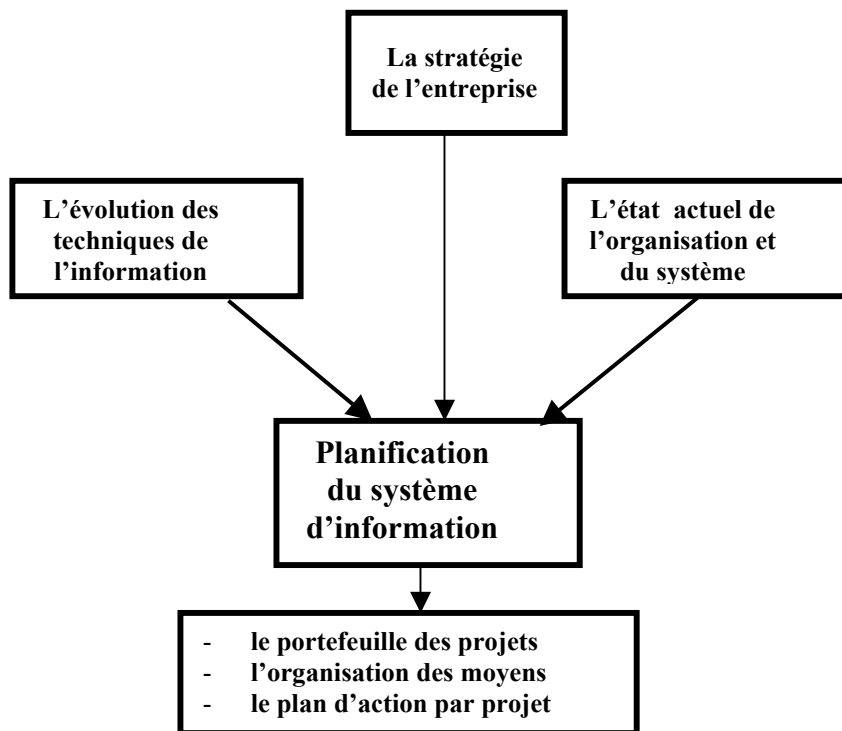 La stratégie
de l’entreprise
L’évolution des
techniques de
l’information
L’état actuel de
l’organisation et
du système
Planification
du système
d’information
- le portefeuille des projets
- l’organisation des moyens
- le plan d’action par projet